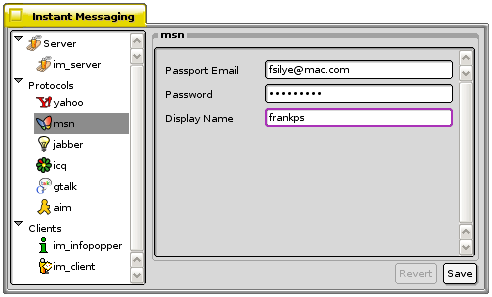 Instant Messaging
Server
im_server
Protocols
yahoo
msn
jabber
icq
gtalk
aim
Clients
im_infopopper
im_client
msn
Passport Email fsilye@mac.com
Password •••••••••
Display Name frankps
Revert Save